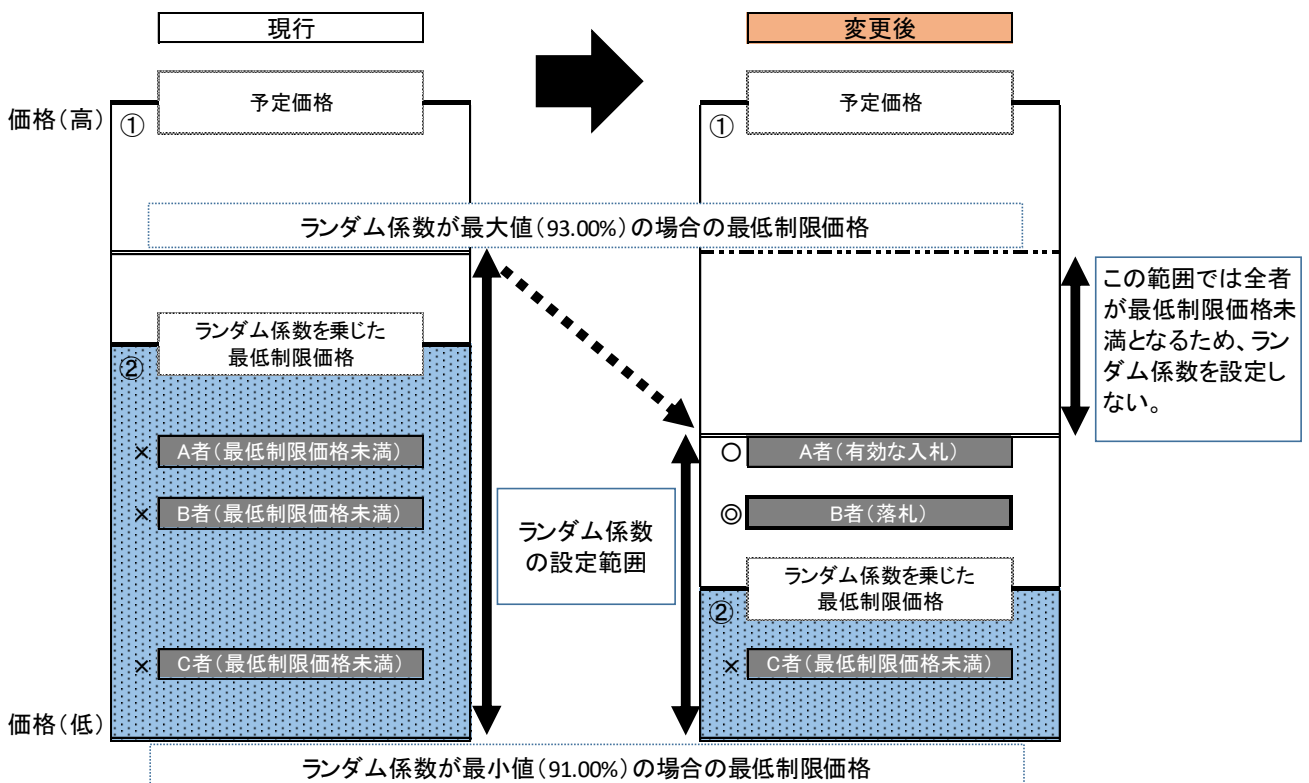 現行
変更後
予定価格
予定価格
価格(高)
①
①
ランダム係数が最大値(93.00%)の場合の最低制限価格
この範囲では全者
が最低制限価格未
満となるため、ラン
ダム係数を設定し
ない。
ランダム係数を乗じた
最低制限価格
②
× A者(最低制限価格未満)
○ A者(有効な入札)
× B者(最低制限価格未満)
◎ B者(落札)
ランダム係数
の設定範囲
ランダム係数を乗じた
最低制限価格
②
× C者(最低制限価格未満)
× C者(最低制限価格未満)
価格(低)
ランダム係数が最小値(91.00%)の場合の最低制限価格